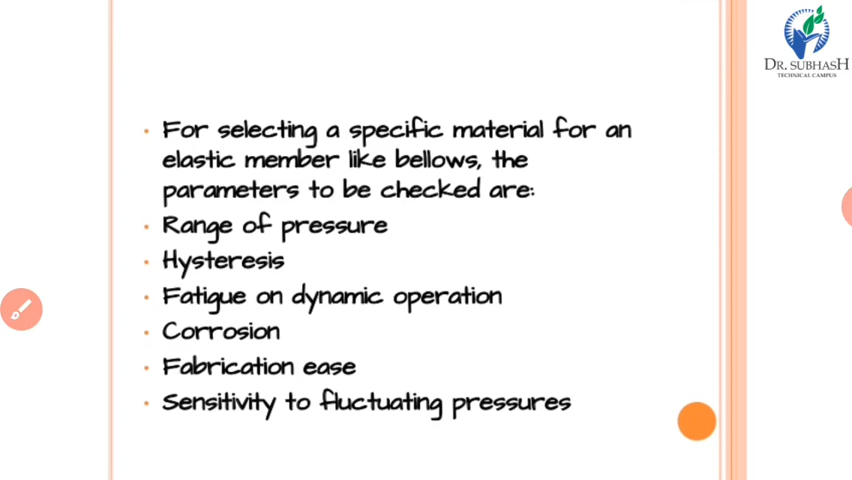 DR. SUBHASH
TECHNICAL CAMPUS
• For selecting a specific material for an
elastic member like bellows, the
parameters to be checked are:
• Range of pressure
• Hysteresis
• Fatigue on dynamic operation
• Corrosion
• Fabrication ease
• Sensitivity to fluctuating pressures